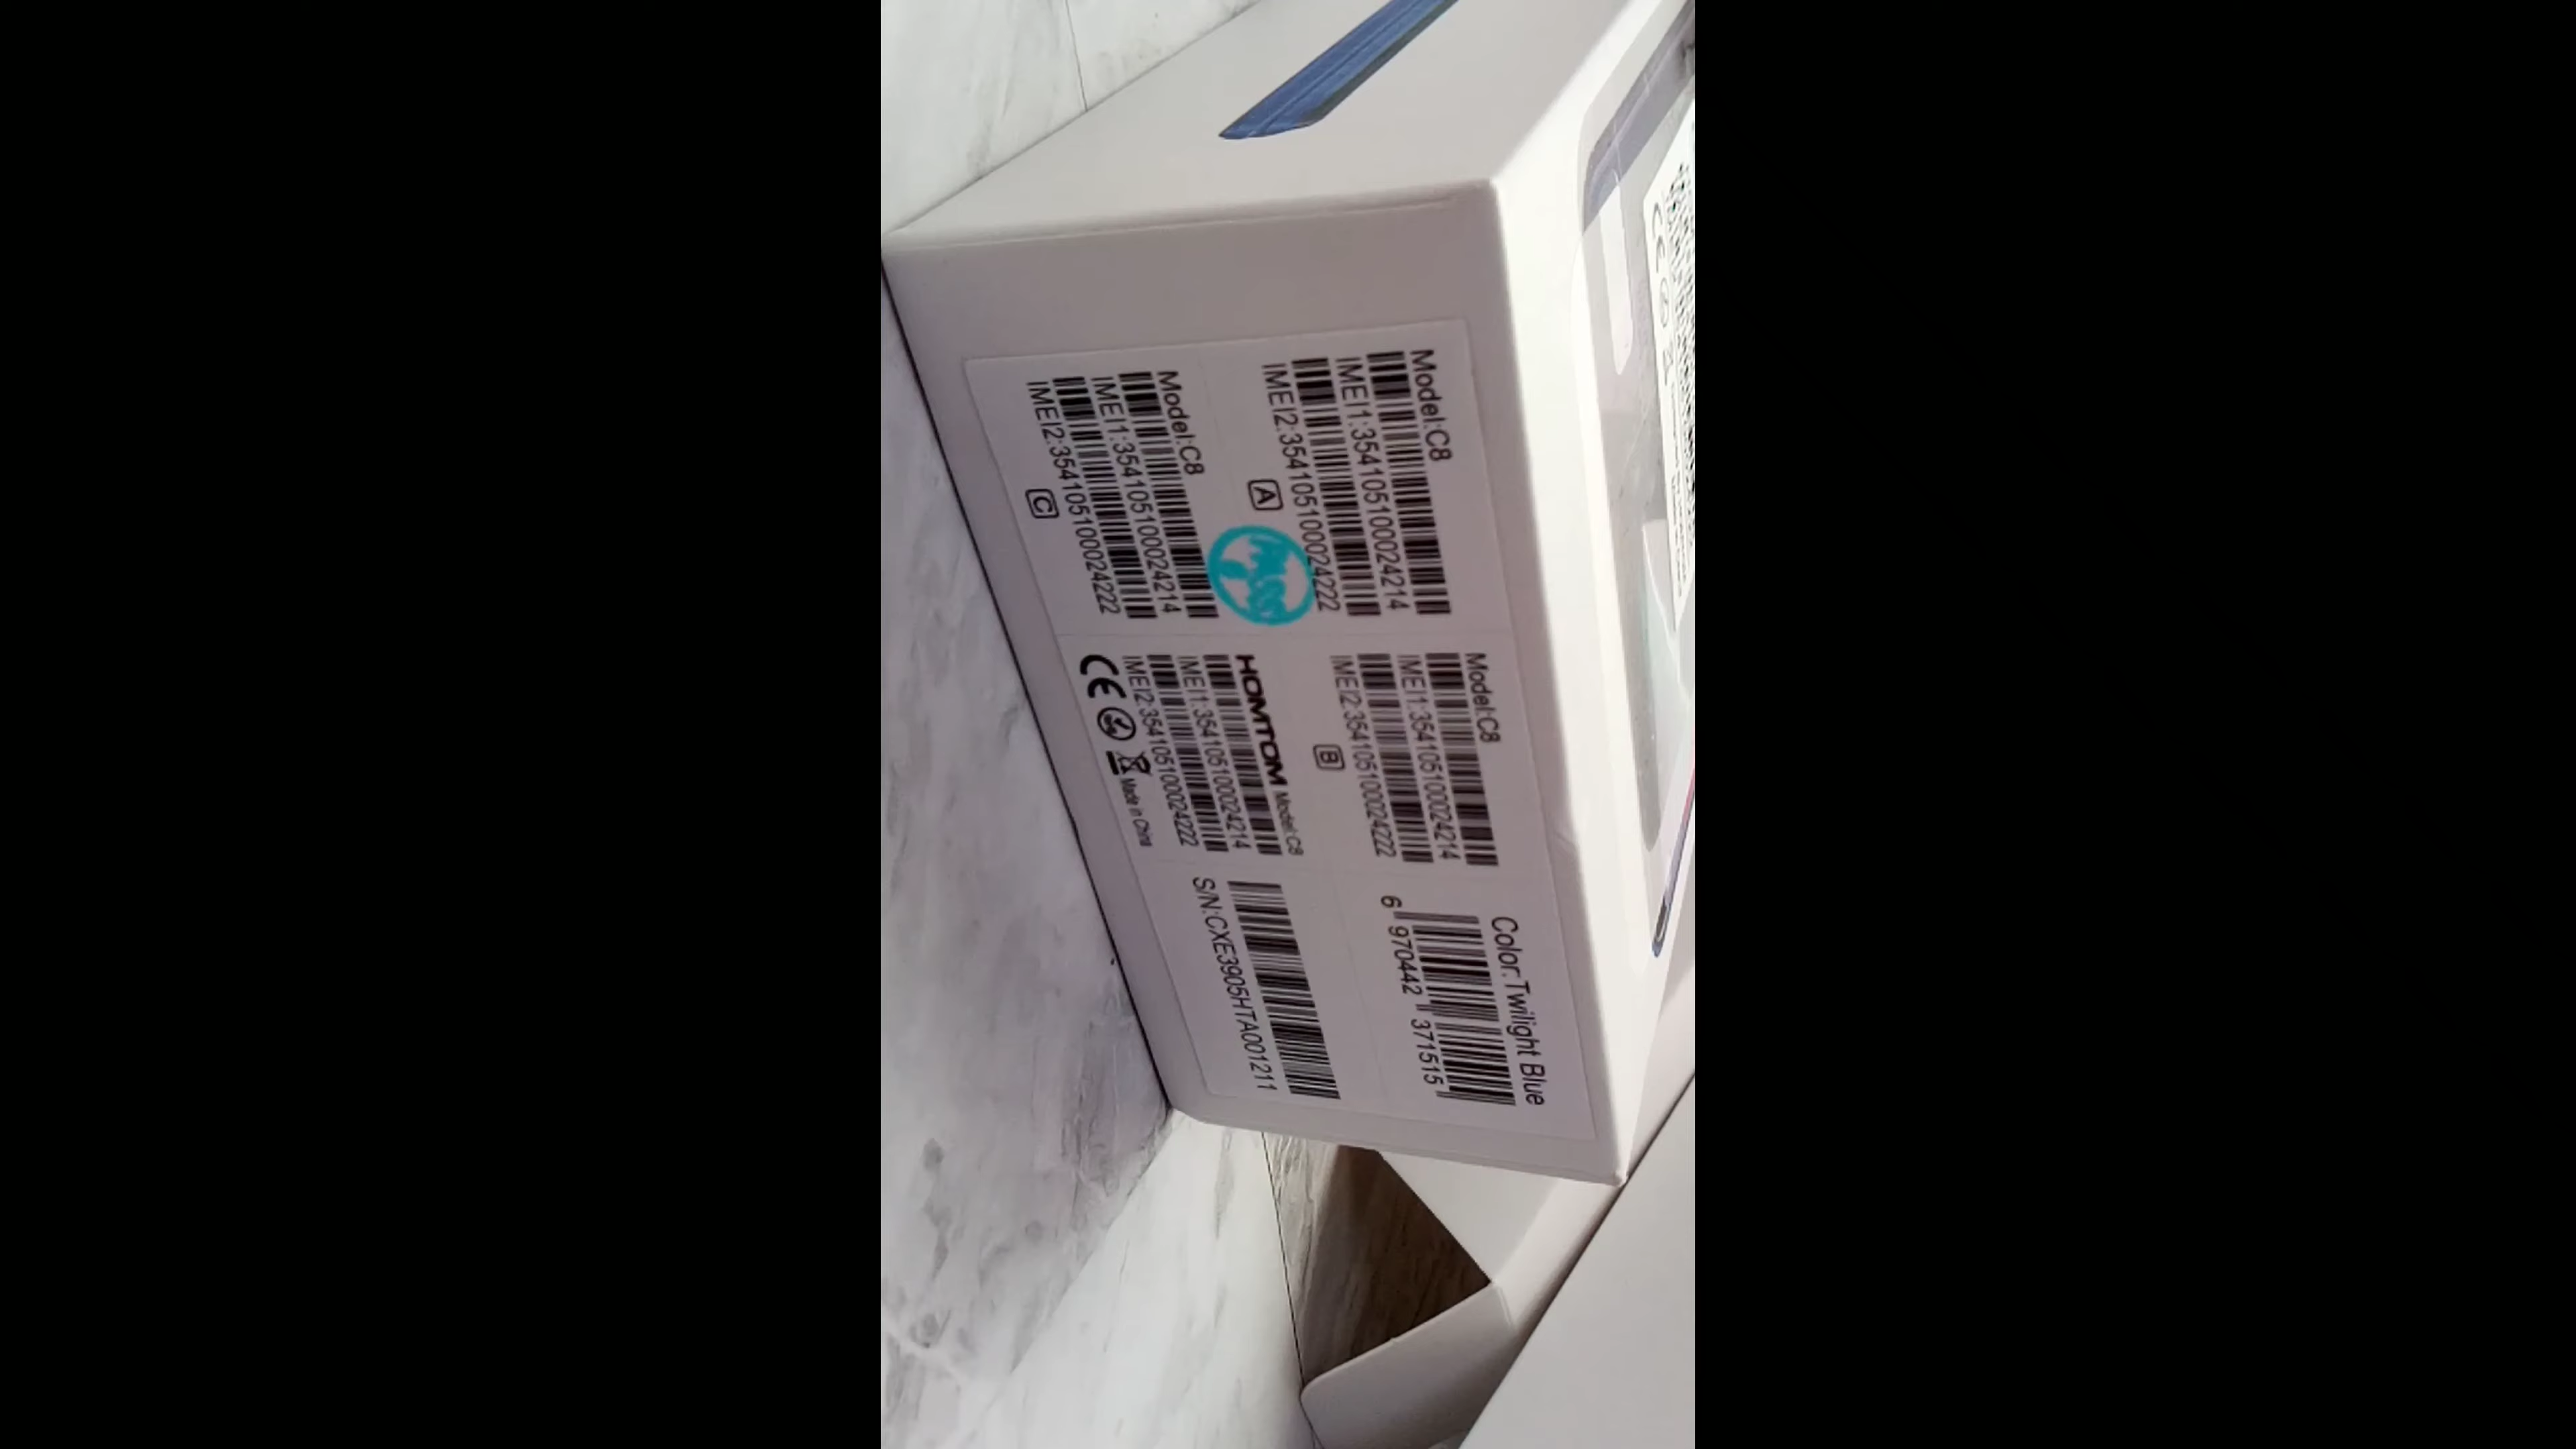 Model:C8
IMEI1:354105100024214
IMEI2:354105100024222
A
Model:C8
IMEI1:354105100024214
IMEI2:354105100024222
B
Color:Twilight Blue
6 970442 371515
Model:C8
IMEI1:354105100024214
IMEI2:354105100024222
C
HOMTOM Model:C8
IMEI1:354105100024214
IMEI2:354105100024222
CE Made in China
S/N:CXE3905HTA001211
CE